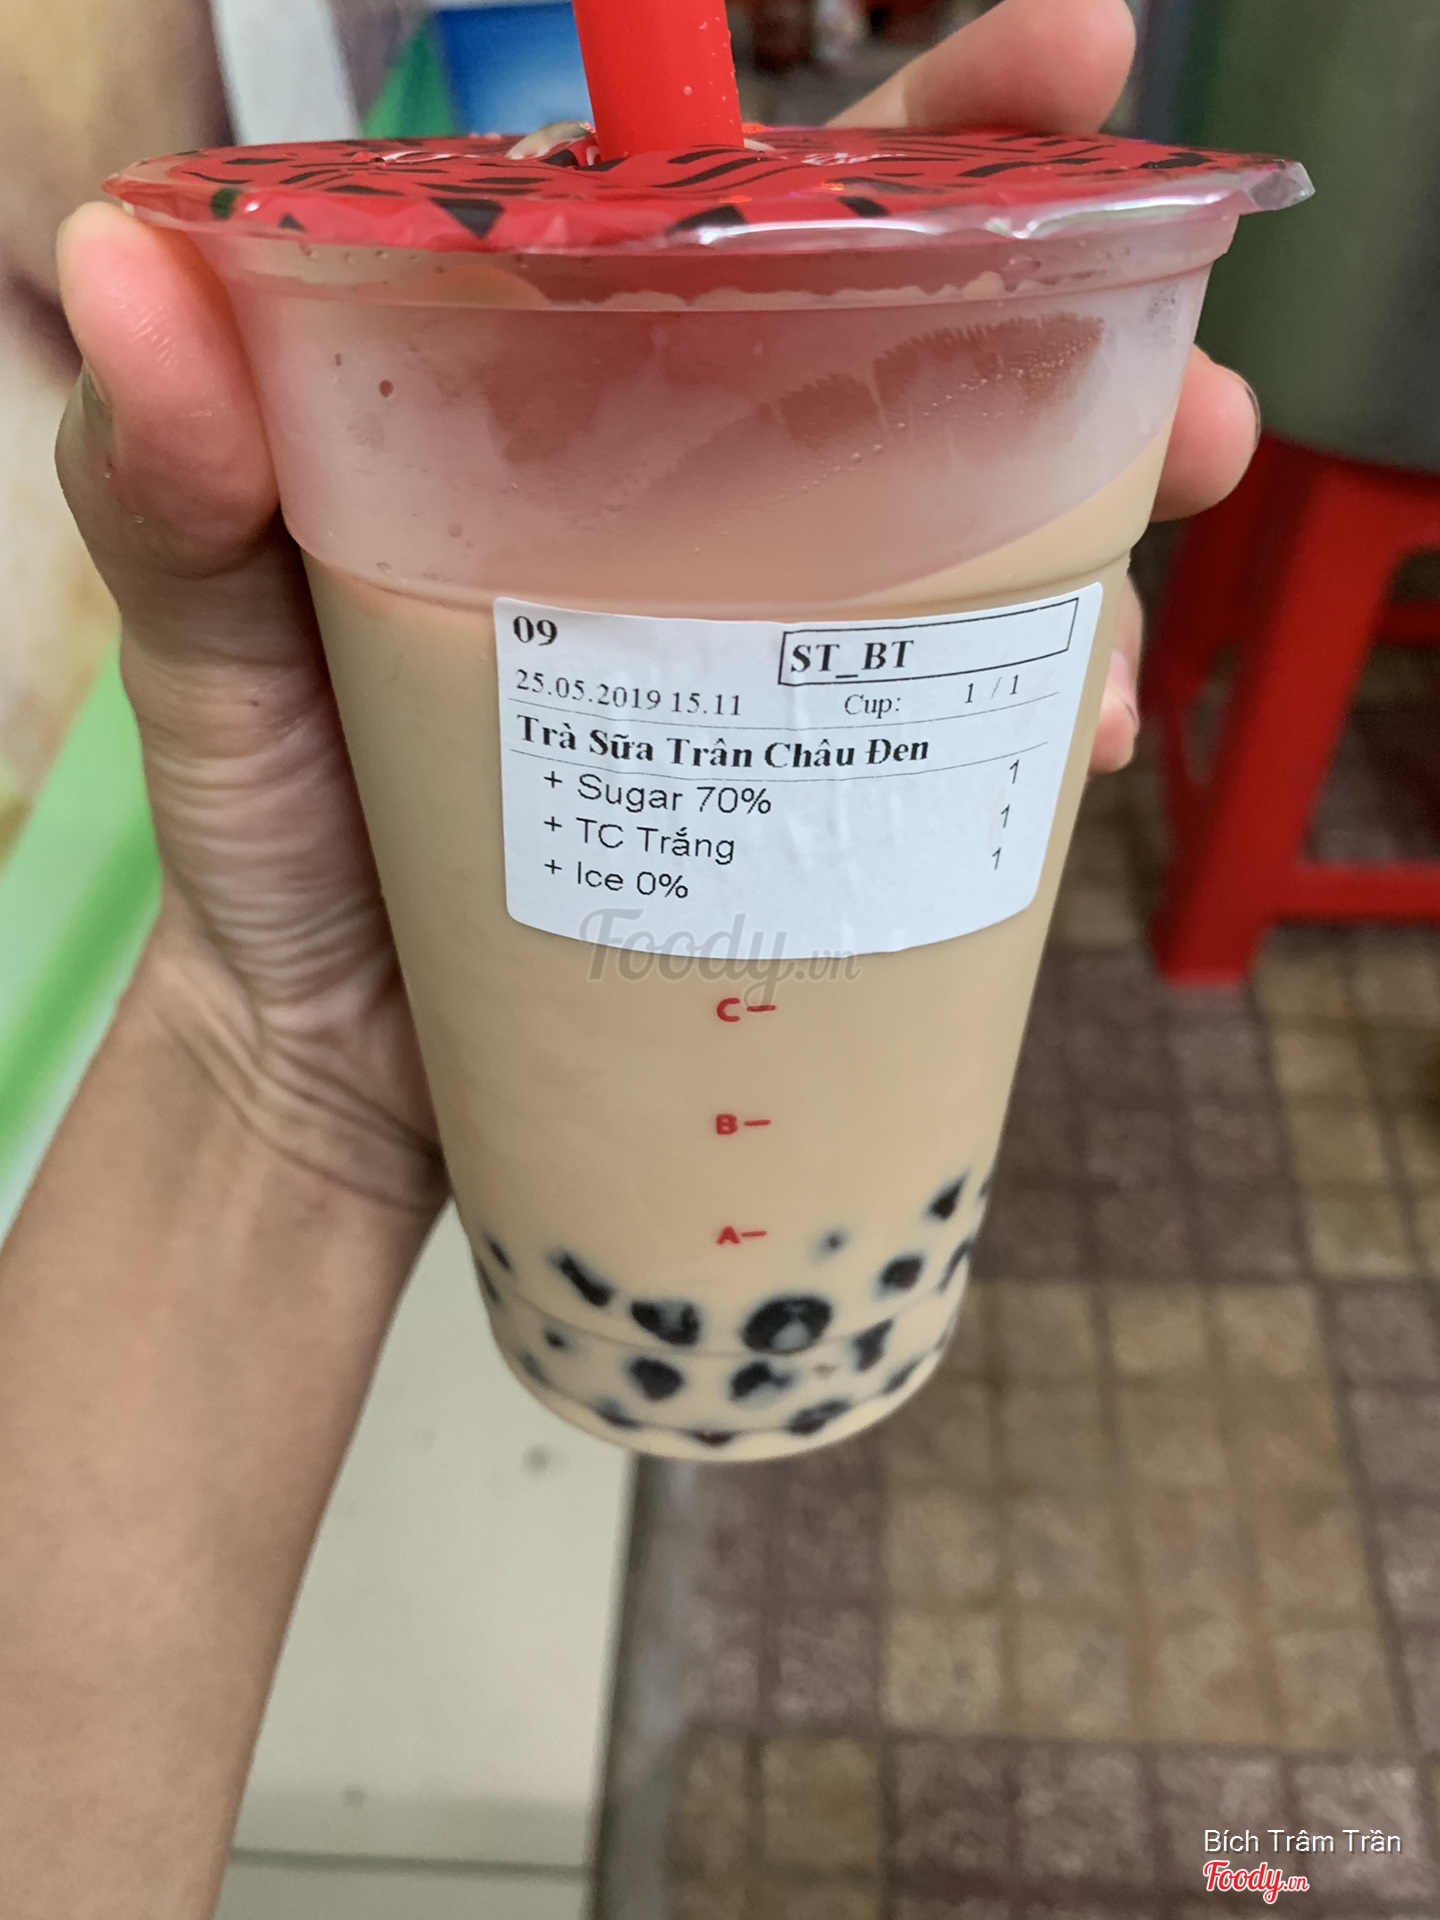 09
ST_BT
25.05.2019 15.11
Cup: 1 / 1
Trà Sữa Trân Châu Đen
+ Sugar 70% 1
+ TC Trắng 1
+ Ice 0% 1
Foody.vn
C
B
A
Bích Trâm Trần
Foody.vn